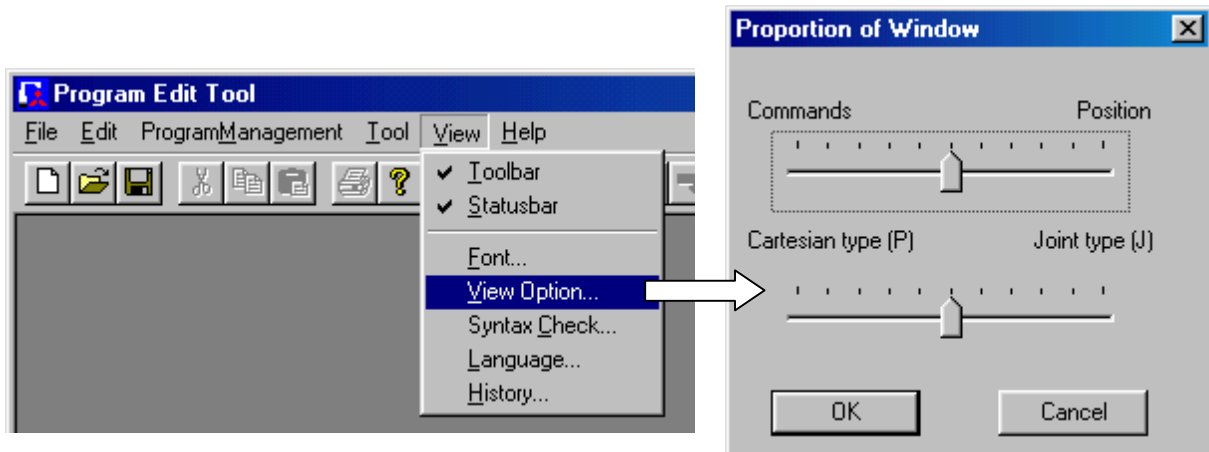 Program Edit Tool
File Edit ProgramManagement Tool View Help
Toolbar
Statusbar
Font...
View Option...
Syntax Check...
Language...
History...
Proportion of Window
Commands Position
Cartesian type (P) Joint type (J)
OK Cancel